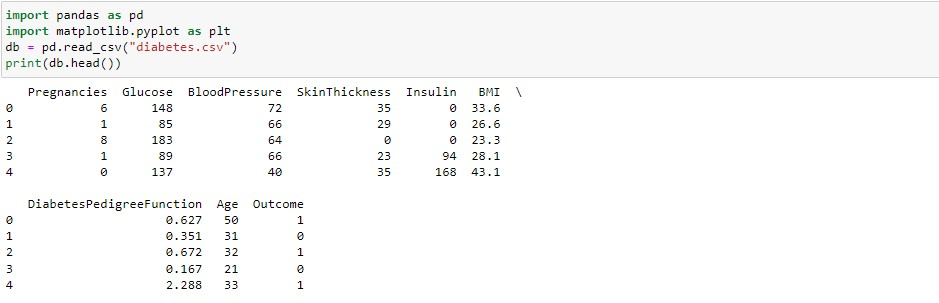 import pandas as pd
import matplotlib.pyplot as plt
db = pd.read_csv("diabetes.csv")
print(db.head())
   Pregnancies  Glucose  BloodPressure  SkinThickness  Insulin   BMI  \
0            6      148             72             35        0  33.6
1            1       85             66             29        0  26.6
2            8      183             64              0        0  23.3
3            1       89             66             23       94  28.1
4            0      137             40             35      168  43.1
   DiabetesPedigreeFunction  Age  Outcome
0                     0.627   50        1
1                     0.351   31        0
2                     0.672   32        1
3                     0.167   21        0
4                     2.288   33        1